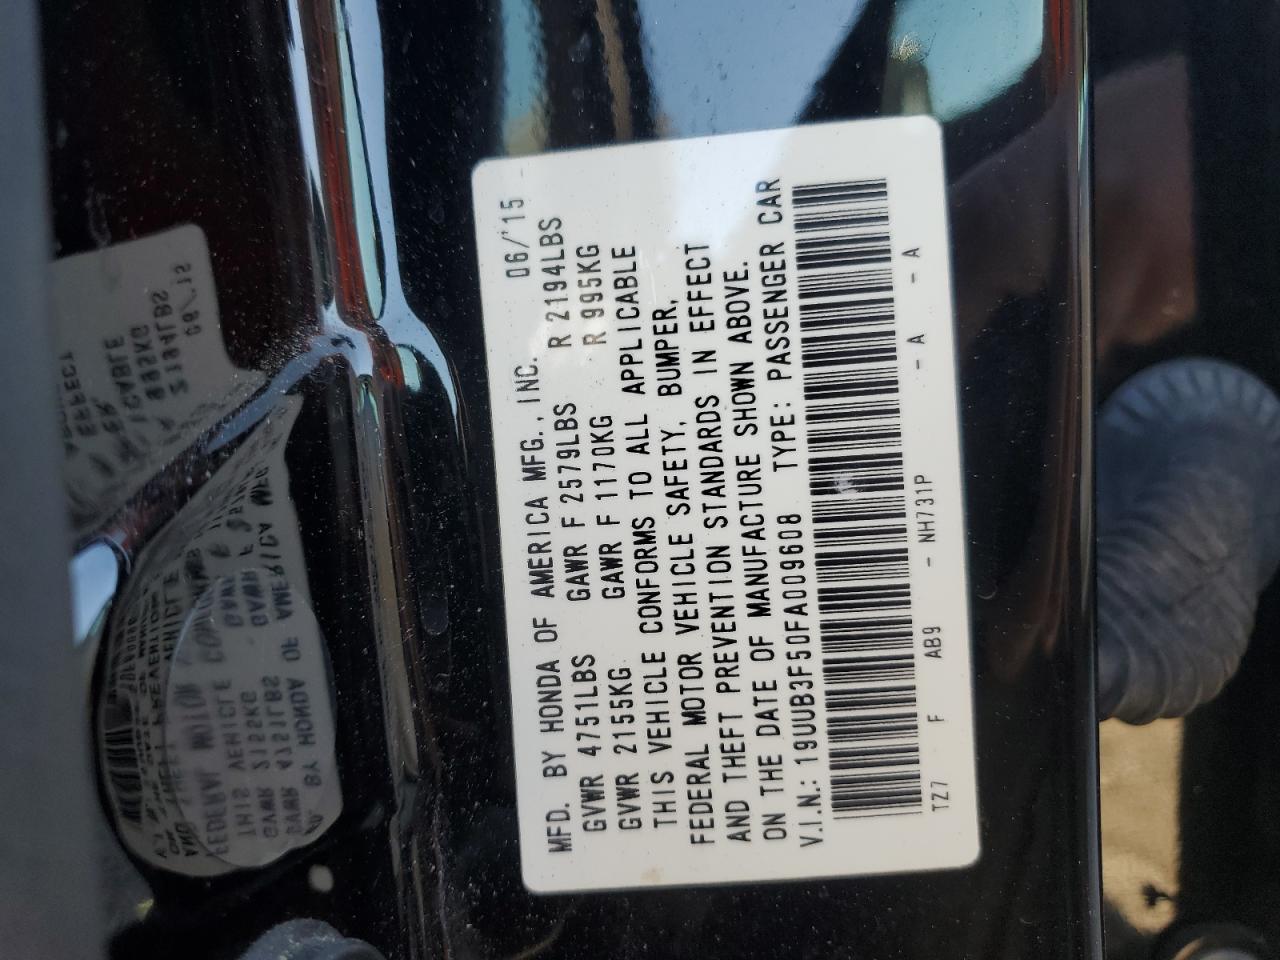 MFD. BY HONDA OF AMERICA MFG., INC. 06/'15
GVWR 4751LBS GAWR F 2579LBS R 2194LBS
GVWR 2155KG GAWR F 1170KG R 995KG
THIS VEHICLE CONFORMS TO ALL APPLICABLE
FEDERAL MOTOR VEHICLE SAFETY, BUMPER,
AND THEFT PREVENTION STANDARDS IN EFFECT
ON THE DATE OF MANUFACTURE SHOWN ABOVE.
V.I.N.: 19UUB3F50FA009608 TYPE: PASSENGER CAR
TZ7 F AB9 - NH731P - A - A